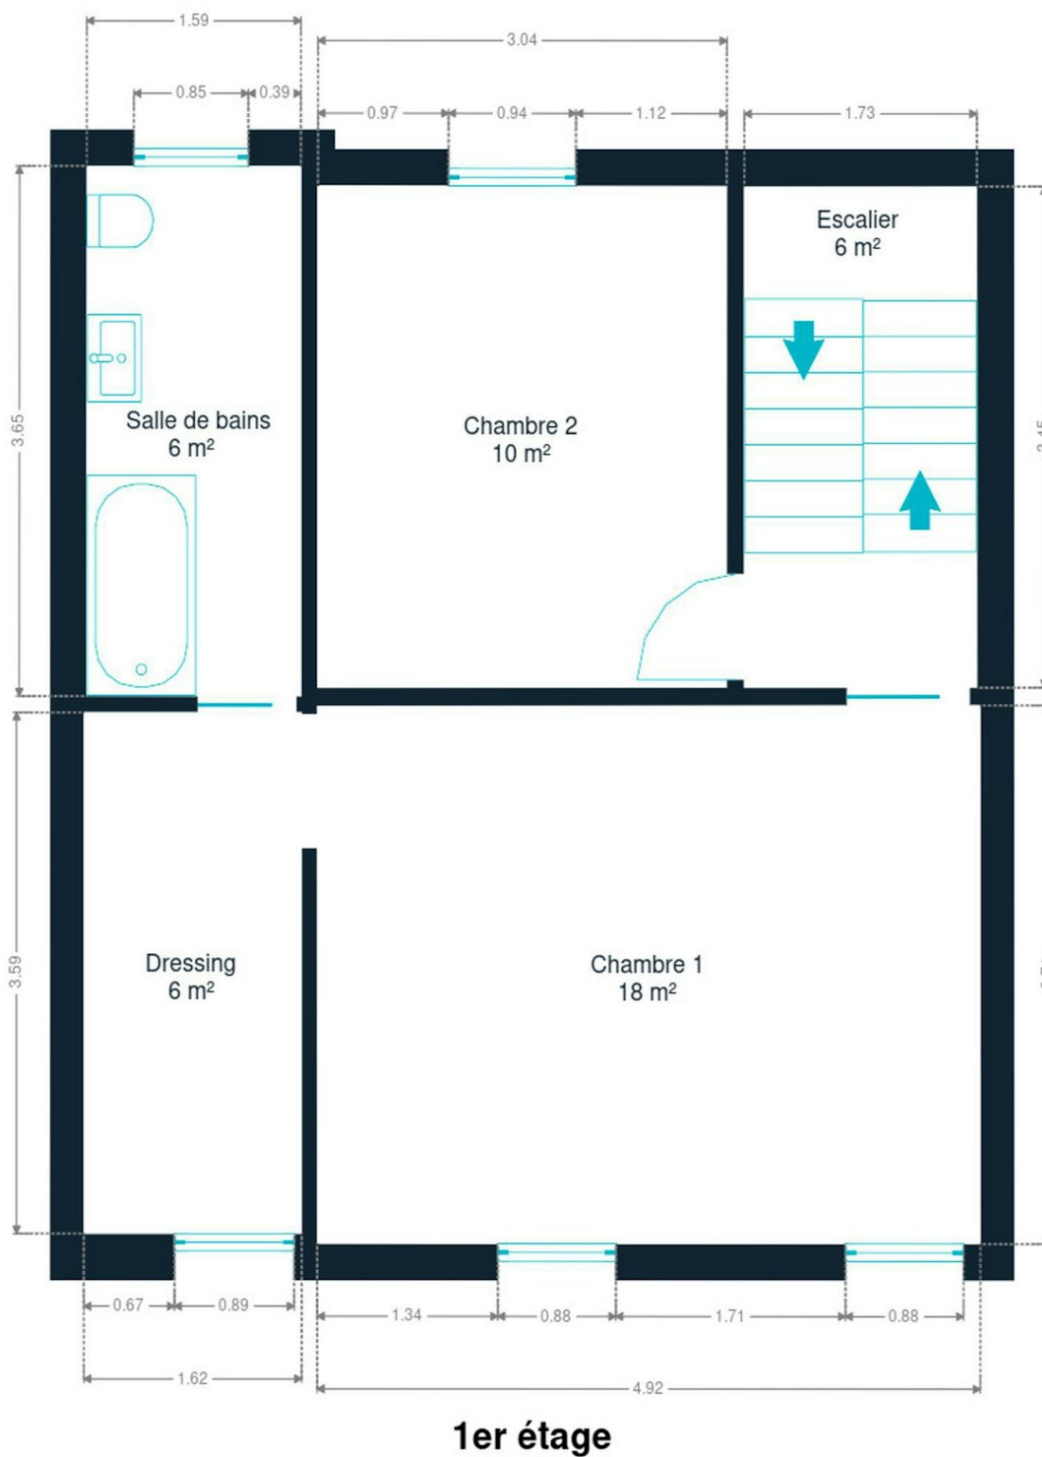 1.59
3.04
0.85
0.39
0.97
0.94
1.12
1.73
Escalier
6 m²
3.65
Salle de bains
6 m²
Chambre 2
10 m²
3.59
Dressing
6 m²
Chambre 1
18 m²
0.67
0.89
1.34
0.88
1.71
0.88
1.62
4.92
1er étage